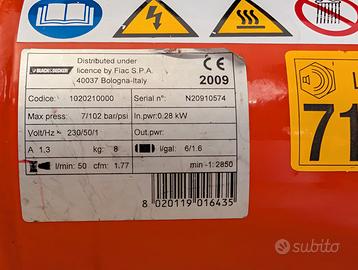 BLACK&DECKER
Distributed under
licence by Fiac S.P.A.
40037 Bologna-Italy
CE
2009
Codice: 1020210000
Serial n°: N20910574
Max press: 7/102 bar/psi
In.pwr:0.28 kW
Volt/Hz 230/50/1
Out.pwr:
A 1.3 kg: 8
l/gal: 6/1.6
l/min: 50 cfm: 1.77
min -1: 2850
8 020119 016435
71
subito